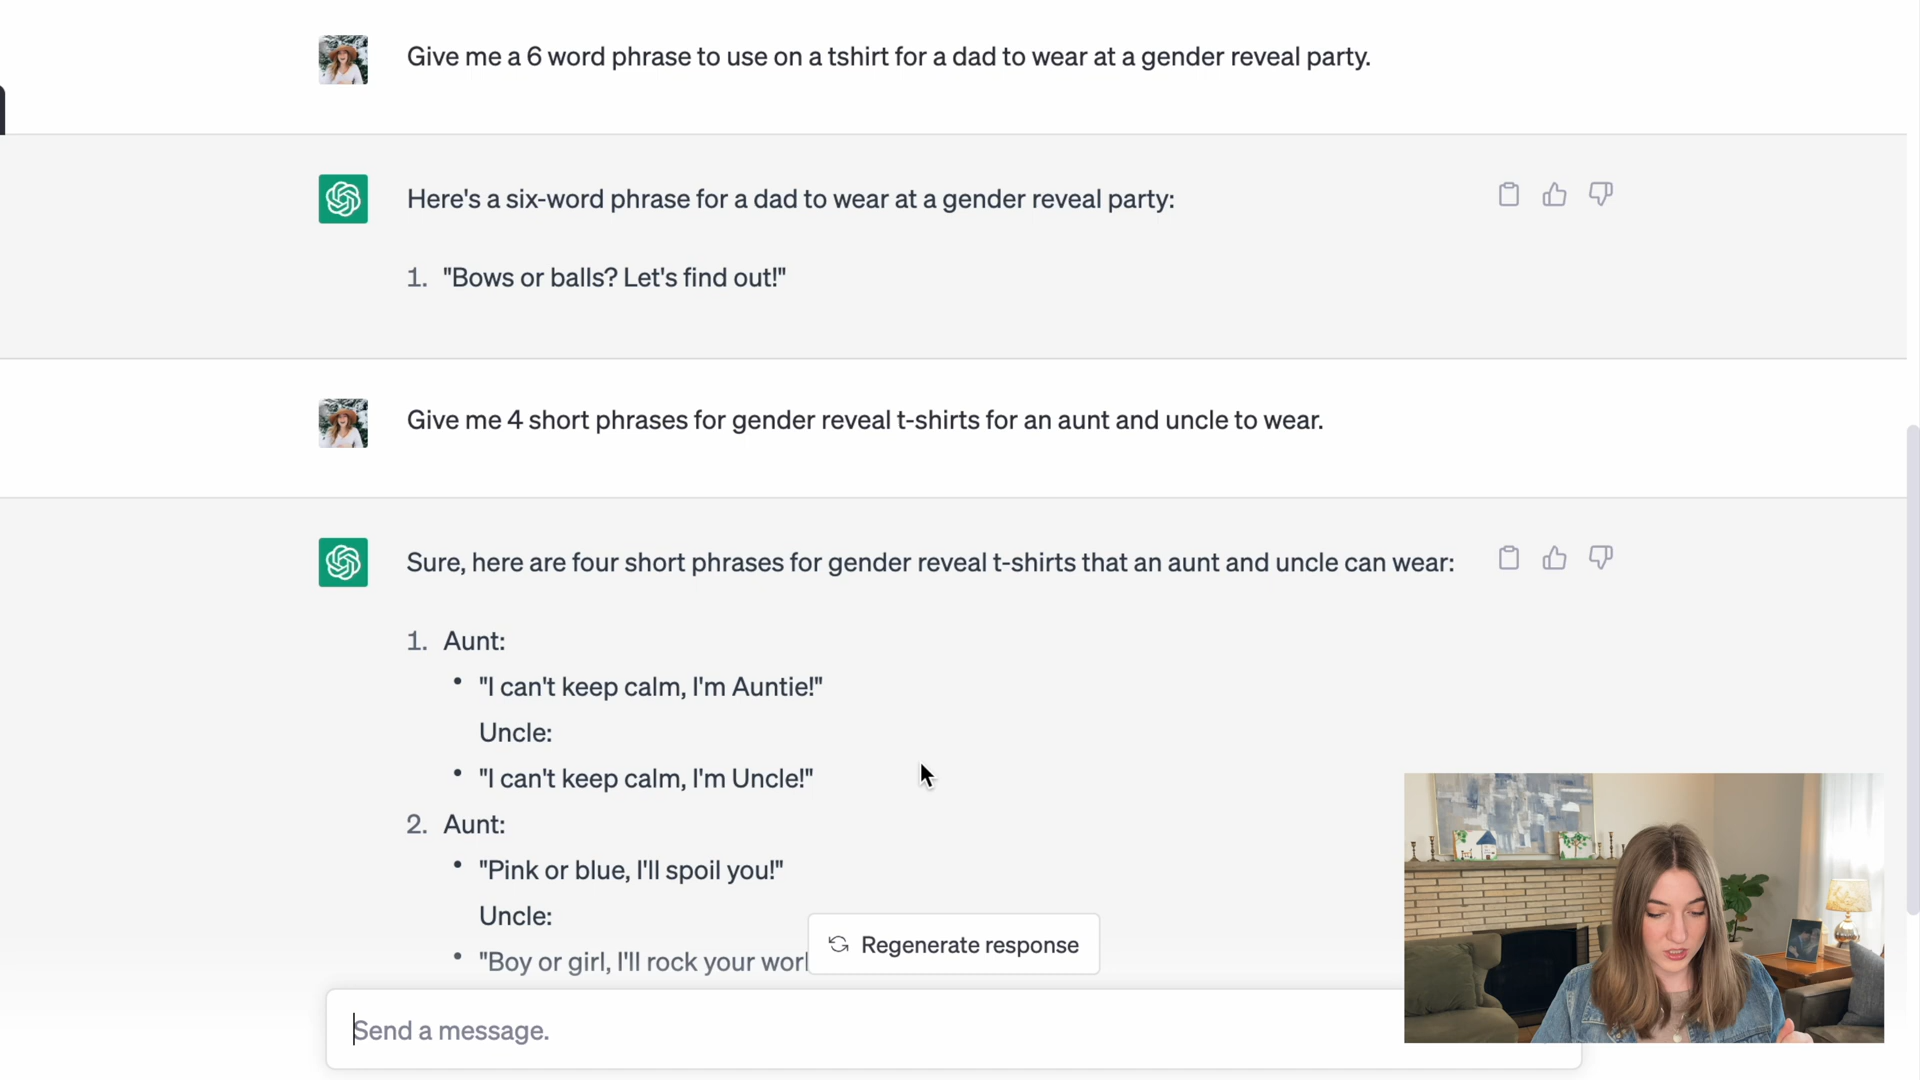 Give me a 6 word phrase to use on a tshirt for a dad to wear at a gender reveal party.
Here's a six-word phrase for a dad to wear at a gender reveal party:
1. "Bows or balls? Let's find out!"
Give me 4 short phrases for gender reveal t-shirts for an aunt and uncle to wear.
Sure, here are four short phrases for gender reveal t-shirts that an aunt and uncle can wear:
1. Aunt:
• "I can't keep calm, I'm Auntie!"
Uncle:
• "I can't keep calm, I'm Uncle!"
2. Aunt:
• "Pink or blue, I'll spoil you!"
Uncle:
• "Boy or girl, I'll rock your
Regenerate response
Send a message.